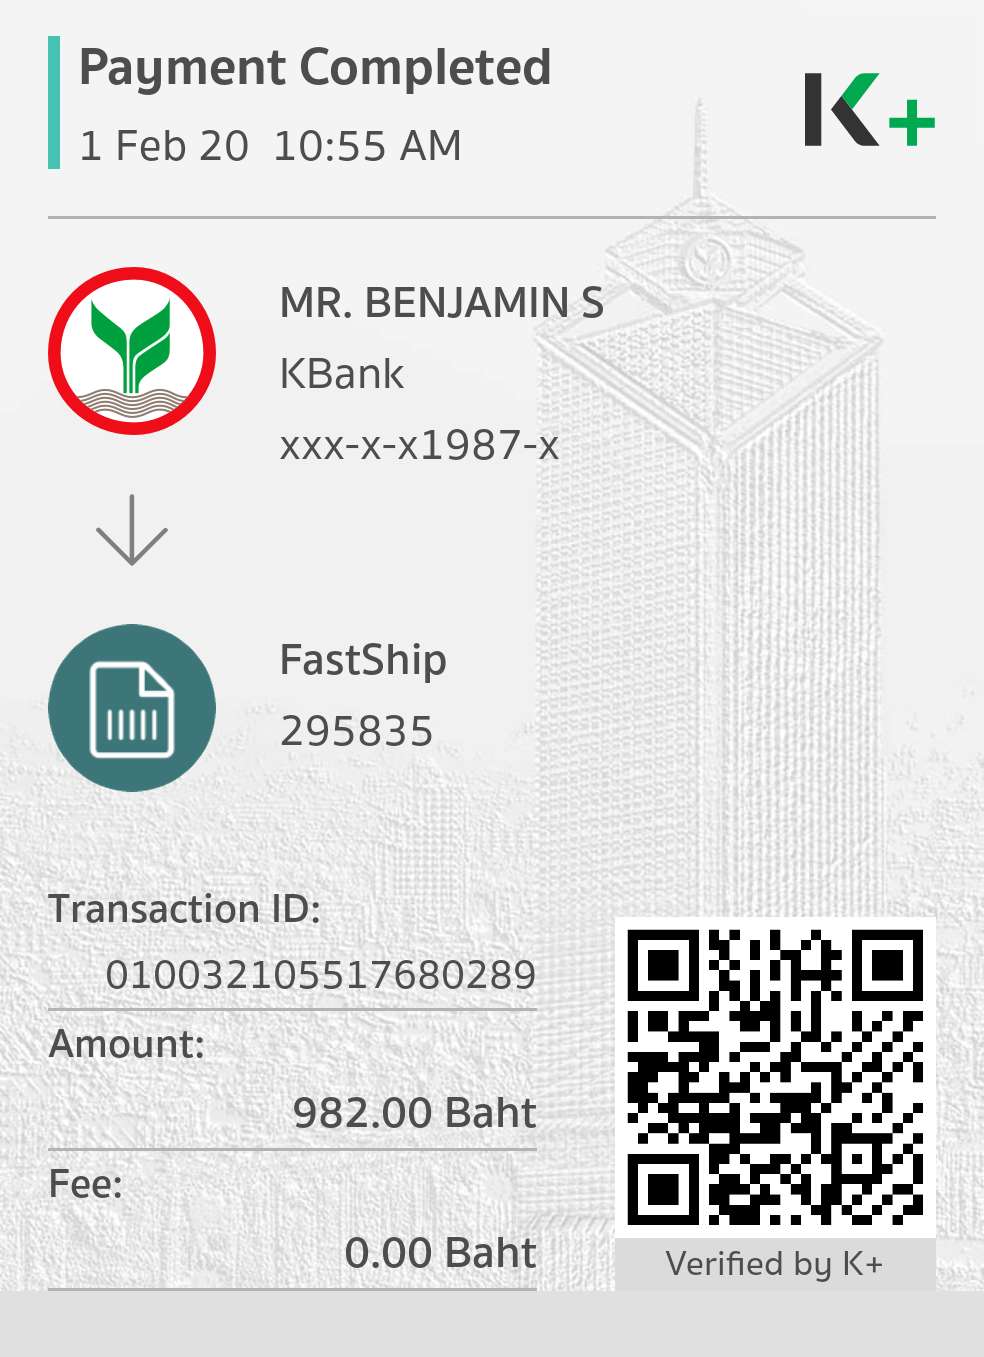 Payment Completed
1 Feb 20 10:55 AM
K+
MR. BENJAMIN S
KBank
xxx-x-x1987-x
FastShip
295835
Transaction ID:
010032105517680289
Amount:
982.00 Baht
Fee:
0.00 Baht
Verified by K+